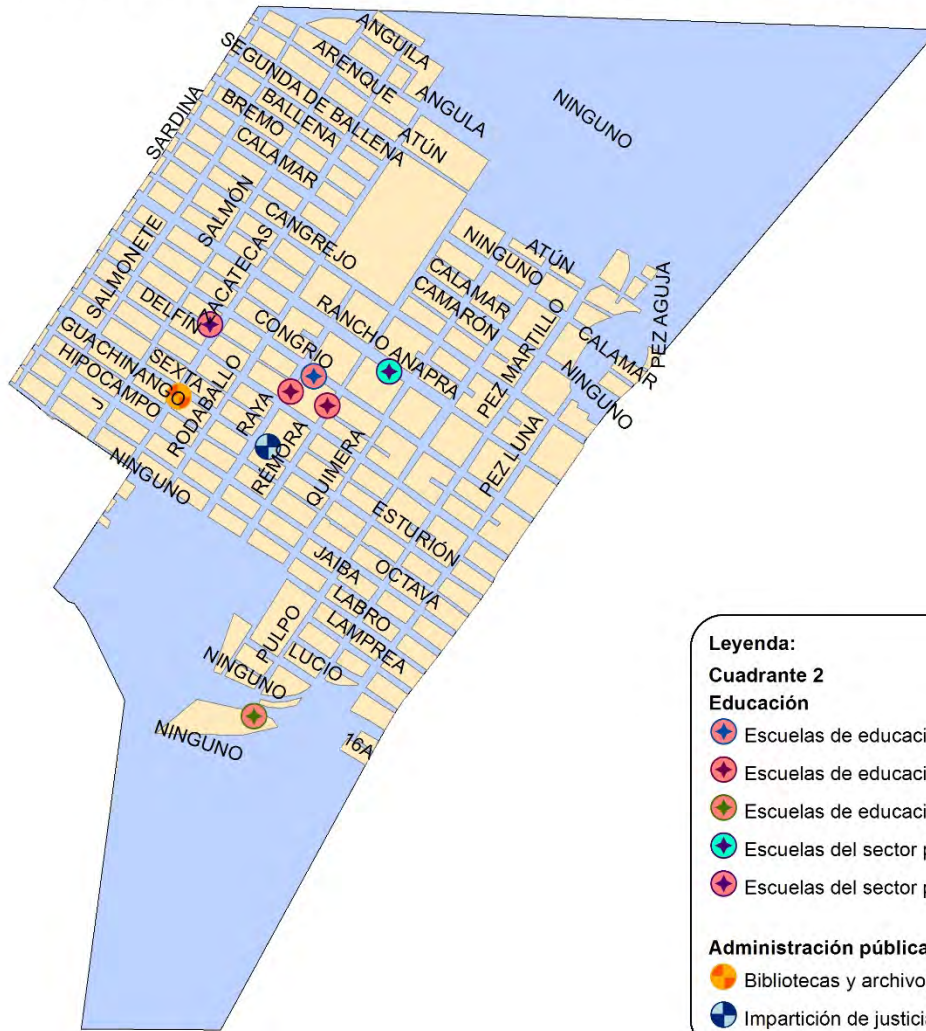 ANGUILA
ARENQUE
SEGUNDA DE BALLENA
ANGULA
NINGUNO
BALLENA
BREMO
ATÚN
SARDINA
CALAMAR
SALMÓN
CANGREJO
SALMONETE
ZACATECAS
NINGUNO
ATÚN
CALAMAR
CAMARÓN
PEZ AGUJA
DELFIN
CONGRIO
RANCHO ANAPRA
PEZ MARTILLO
CALAMAR
NINGUNO
GUACHINANGO
SEXTA
HIPOCAMPO
RODABALLO
RAYA
RÉMORA
QUIMERA
PEZ LUNA
NINGUNO
ESTURIÓN
OCTAVA
JAIBA
LABRO
LAMPREA
PULPO
LUCIO
NINGUNO
NINGUNO
16A
Leyenda:
Cuadrante 2
Educación
Escuelas de educaci
Escuelas de educaci
Escuelas de educaci
Escuelas del sector p
Escuelas del sector p
Administración pública
Bibliotecas y archivo
Impartición de justicia